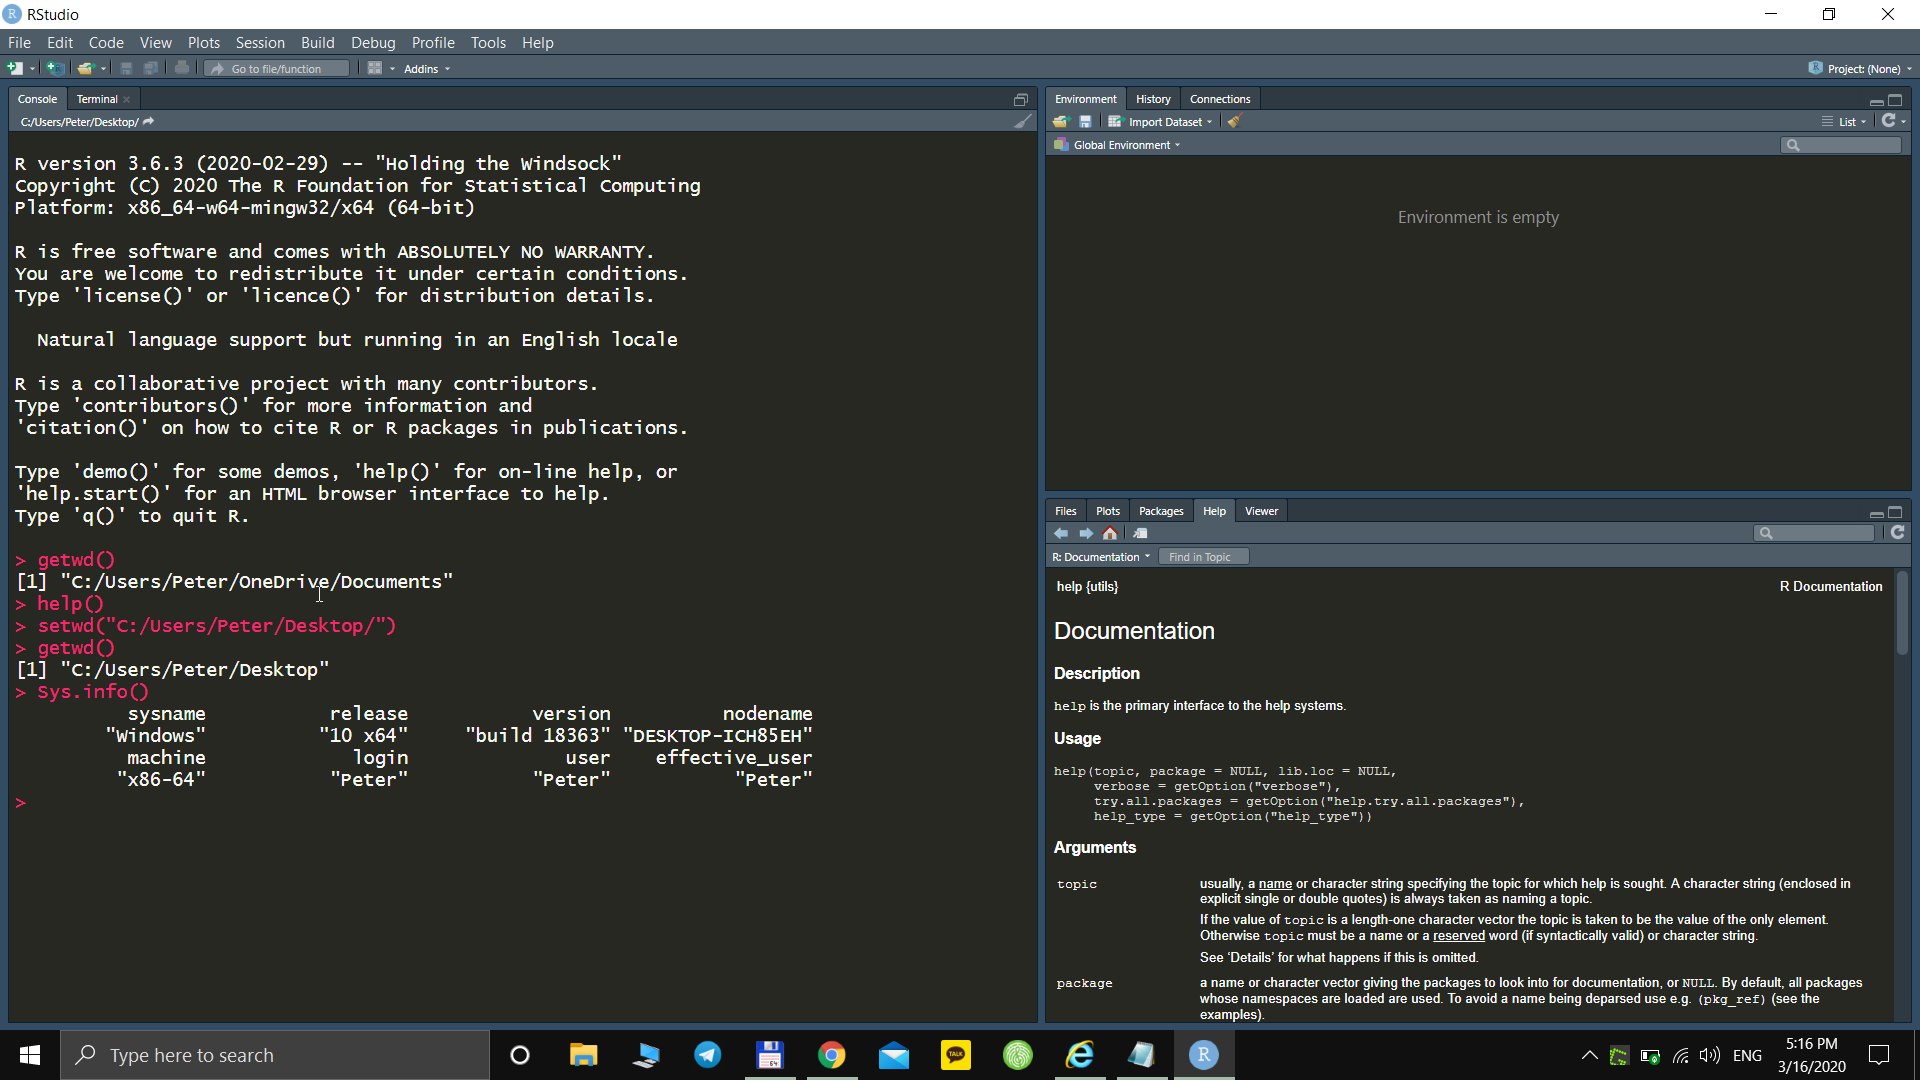 RStudio
File Edit Code View Plots Session Build Debug Profile Tools Help
Go to file/function Addins Project: (None)
Console Terminal
C:/Users/Peter/Desktop/
R version 3.6.3 (2020-02-29) -- "Holding the Windsock"
Copyright (C) 2020 The R Foundation for Statistical Computing
Platform: x86_64-w64-mingw32/x64 (64-bit)
R is free software and comes with ABSOLUTELY NO WARRANTY.
You are welcome to redistribute it under certain conditions.
Type 'license()' or 'licence()' for distribution details.
Natural language support but running in an English locale
R is a collaborative project with many contributors.
Type 'contributors()' for more information and
'citation()' on how to cite R or R packages in publications.
Type 'demo()' for some demos, 'help()' for on-line help, or
'help.start()' for an HTML browser interface to help.
Type 'q()' to quit R.
> getwd()
[1] "C:/Users/Peter/OneDrive/Documents"
> help()
> setwd("C:/Users/Peter/Desktop/")
> getwd()
[1] "C:/Users/Peter/Desktop"
> Sys.info()
sysname release version nodename
"Windows" "10 x64" "build 18363" "DESKTOP-ICH85EH"
machine login user effective_user
"x86-64" "Peter" "Peter" "Peter"
>
Environment History Connections
Import Dataset List
Global Environment
Environment is empty
Files Plots Packages Help Viewer
R: Documentation Find in Topic
help {utils} R Documentation
Documentation
Description
help is the primary interface to the help systems.
Usage
help(topic, package = NULL, lib.loc = NULL,
verbose = getOption("verbose"),
try.all.packages = getOption("help.try.all.packages"),
help_type = getOption("help_type"))
Arguments
topic usually, a name or character string specifying the topic for which help is sought. A character string (enclosed in
explicit single or double quotes) is always taken as naming a topic.
If the value of topic is a length-one character vector the topic is taken to be the value of the only element.
Otherwise topic must be a name or a reserved word (if syntactically valid) or character string.
See ‘Details’ for what happens if this is omitted.
package a name or character vector giving the packages to look into for documentation, or NULL. By default, all packages
whose namespaces are loaded are used. To avoid a name being deparsed use e.g. (pkg_ref) (see the
examples).
Type here to search
TALK
R
ENG
5:16 PM
3/16/2020